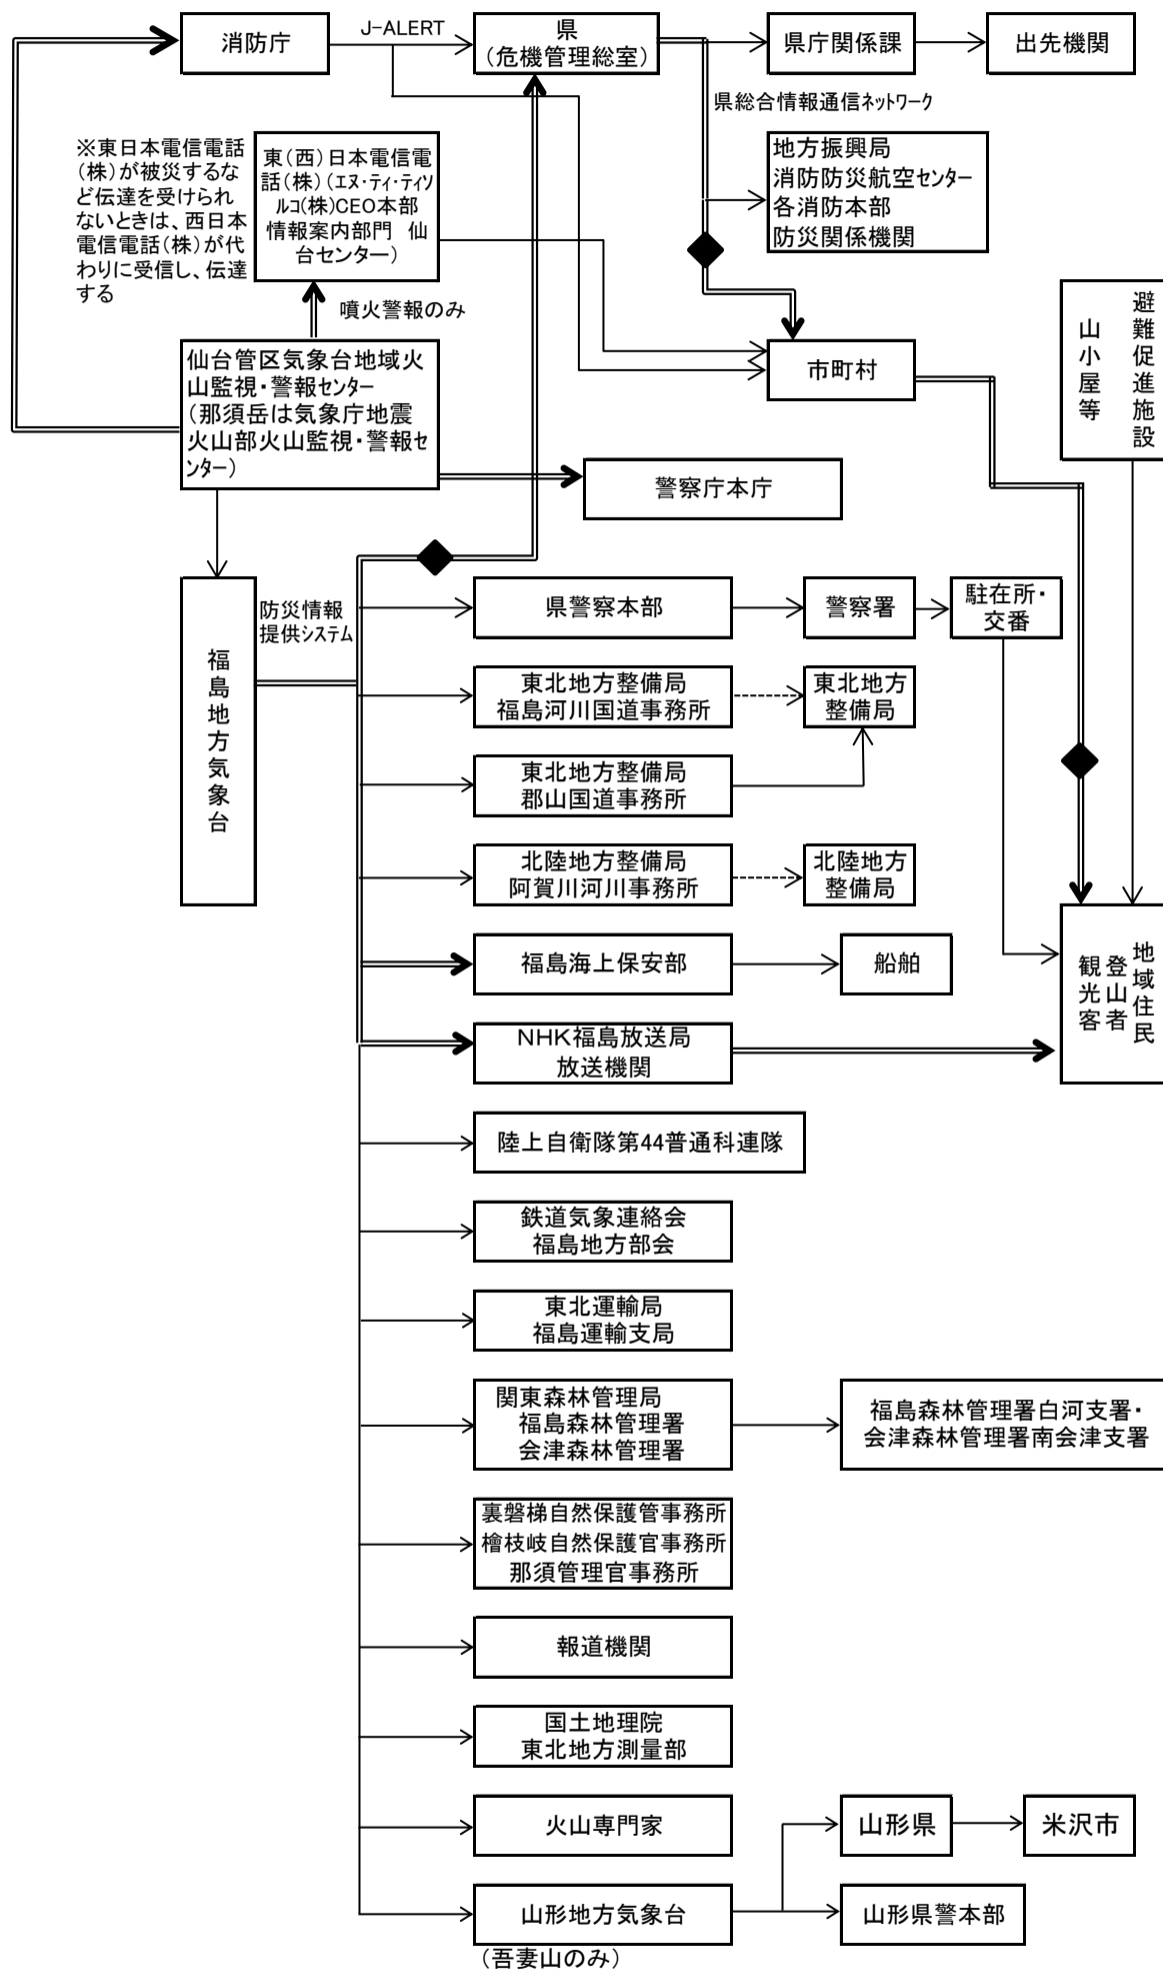 消防庁
J-ALERT
県
(危機管理総室)
県庁関係課
出先機関
県総合情報通信ネットワーク
※東日本電信電話
(株)が被災するな
ど伝達を受けられ
ないときは、西日本
電信電話(株)が代
わりに受信し、伝達
する
東(西)日本電信電
話(株)(エヌ・ティ・ティソ
ルコ(株)CEO本部
情報案内部門 仙
台センター)
地方振興局
消防防災航空センター
各消防本部
防災関係機関
噴火警報のみ
避難促進施設
山小屋等
仙台管区気象台地域火
山監視・警報センター
(那須岳は気象庁地震
火山部火山監視・警報セ
ンター)
市町村
警察庁本庁
福島地方気象台
防災情報
提供システム
県警察本部
警察署
駐在所・
交番
東北地方整備局
福島河川国道事務所
東北地方
整備局
東北地方整備局
郡山国道事務所
北陸地方整備局
阿賀川河川事務所
北陸地方
整備局
福島海上保安部
船舶
地域住民
登山者
観光客
NHK福島放送局
放送機関
陸上自衛隊第44普通科連隊
鉄道気象連絡会
福島地方部会
東北運輸局
福島運輸支局
関東森林管理局
福島森林管理署
会津森林管理署
福島森林管理署白河支署・
会津森林管理署南会津支署
裏磐梯自然保護管事務所
檜枝岐自然保護官事務所
那須管理官事務所
報道機関
国土地理院
東北地方測量部
火山専門家
山形県
米沢市
山形地方気象台
(吾妻山のみ)
山形県警本部